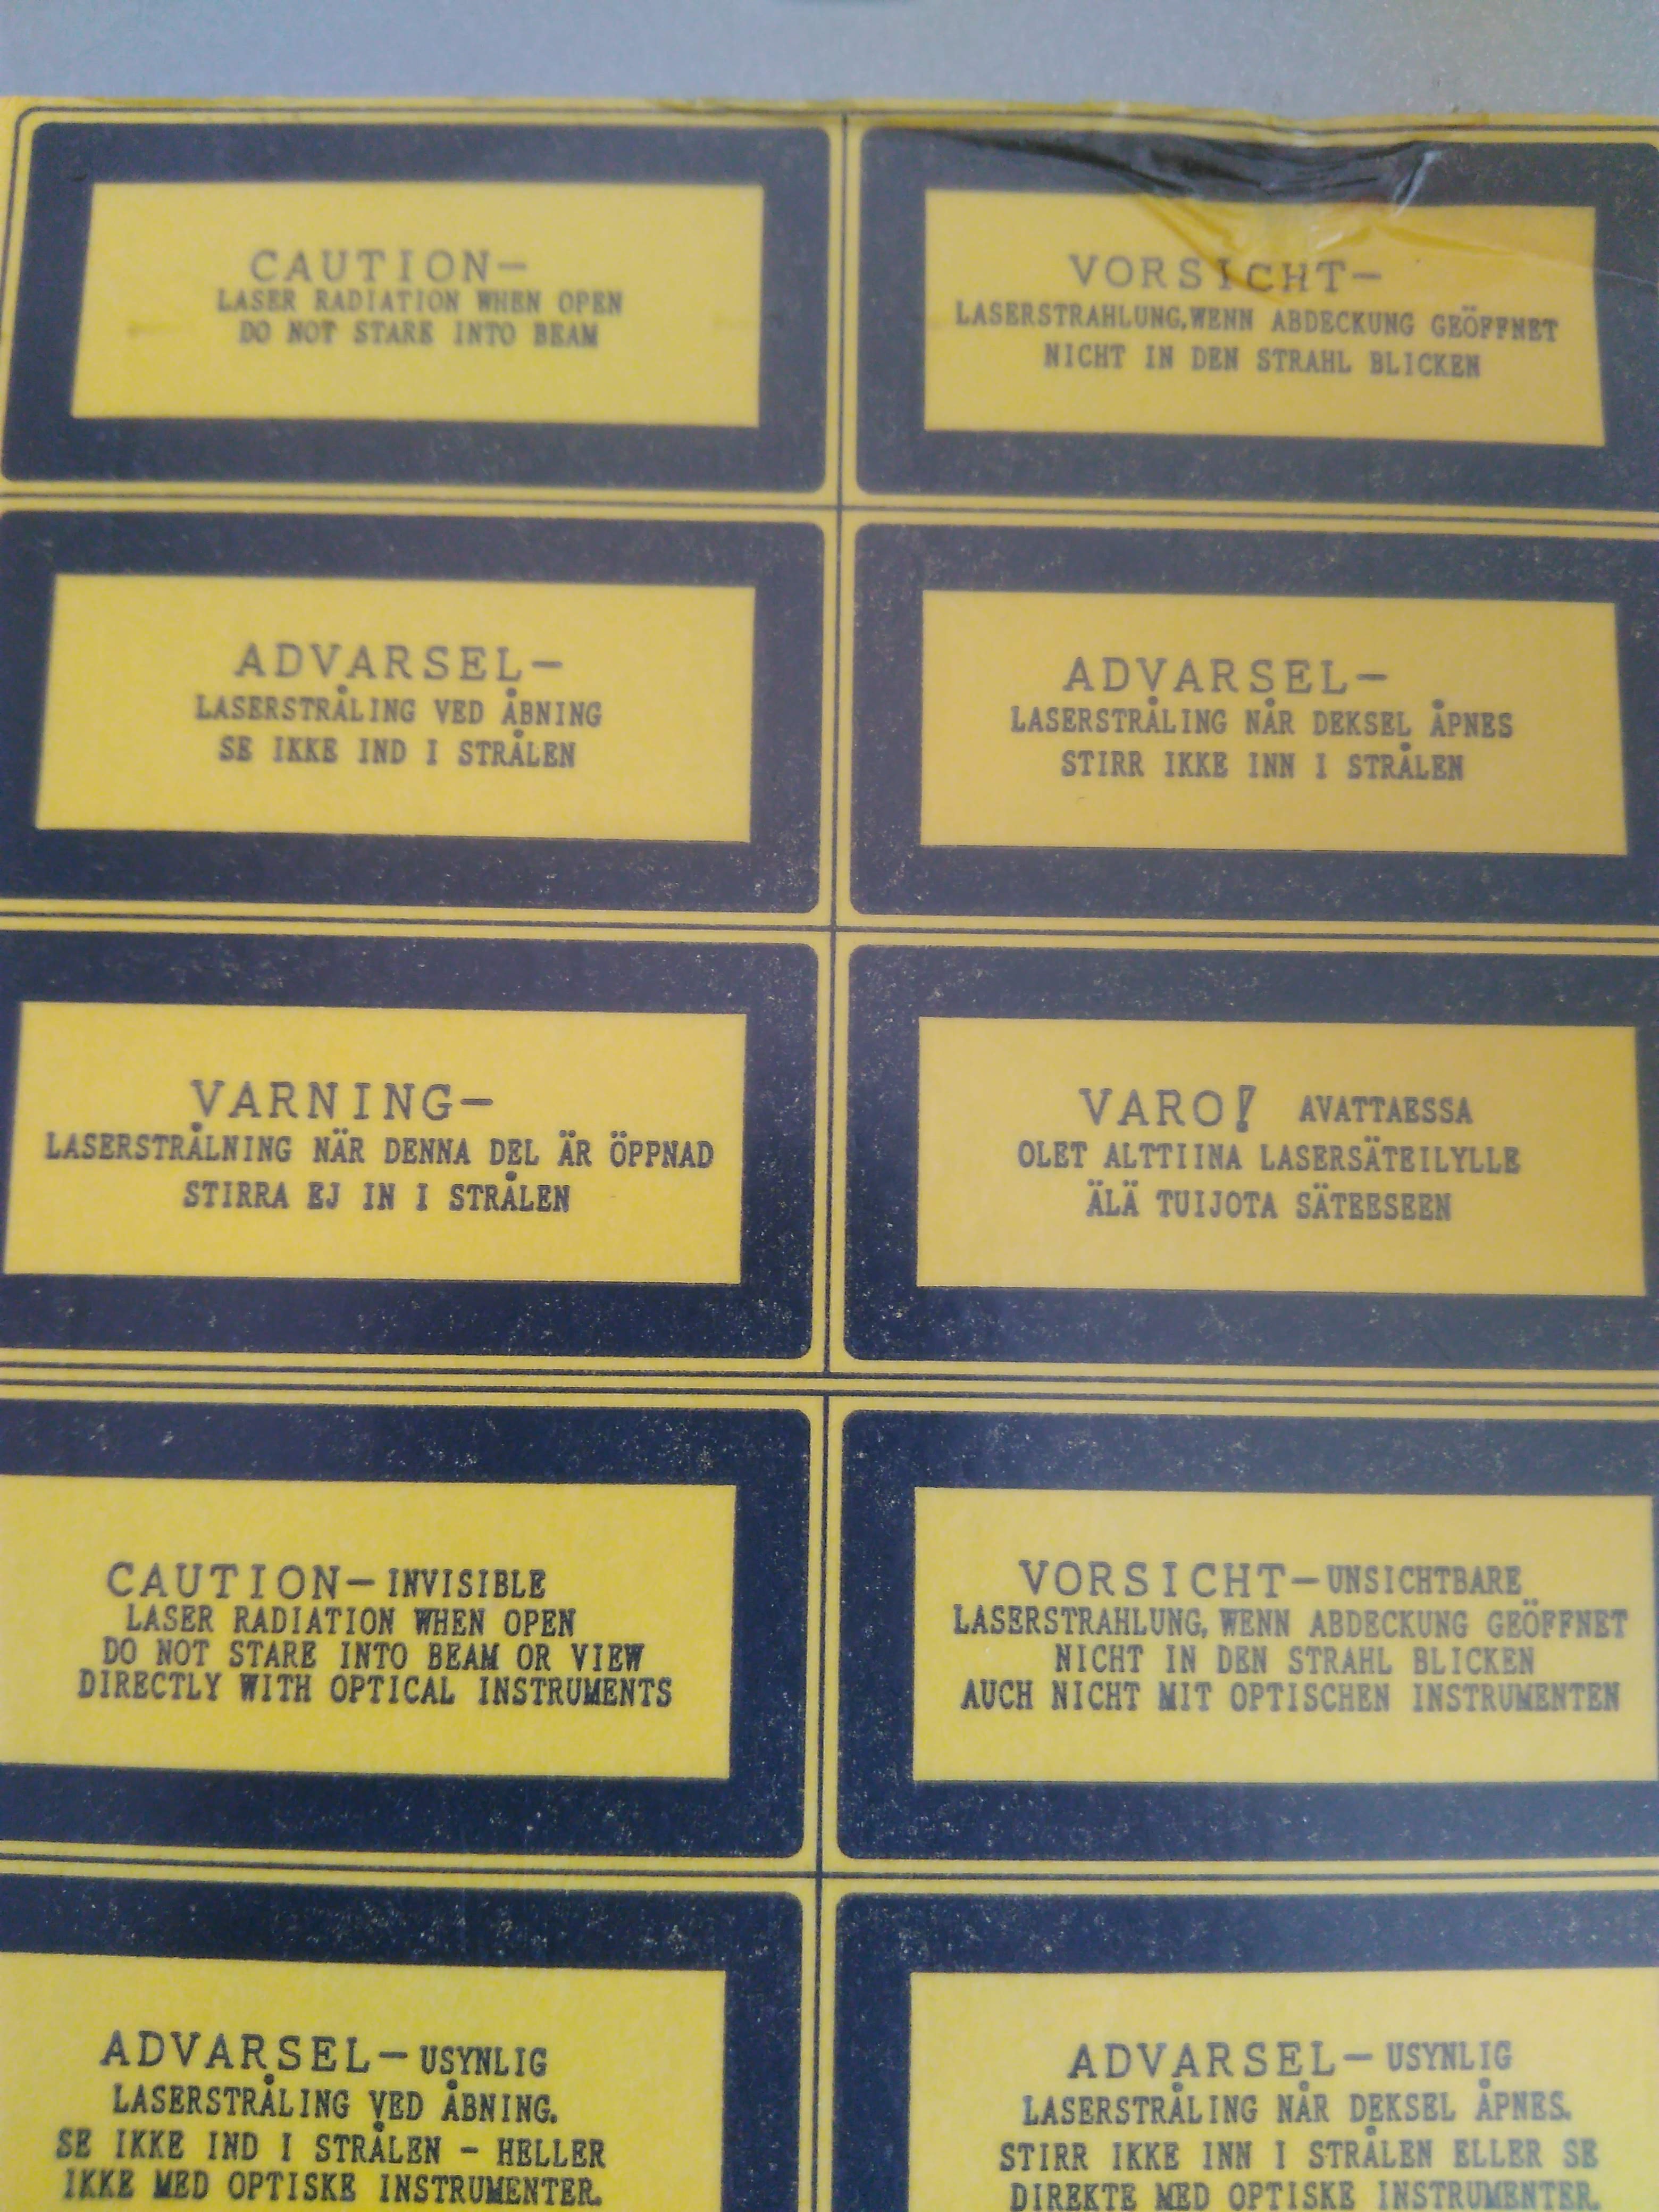 CAUTION-
LASER RADIATION WHEN OPEN
DO NOT STARE INTO BEAM
VORSICHT-
LASERSTRAHLUNG,WENN ABDECKUNG GEÖFFNET
NICHT IN DEN STRAHL BLICKEN
ADVARSEL-
LASERSTRÅLING VED ÅBNING
SE IKKE IND I STRÅLEN
ADVARSEL-
LASERSTRÅLING NÅR DEKSEL ÅPNES
STIRR IKKE INN I STRÅLEN
VARNING-
LASERSTRÅLNING NÄR DENNA DEL ÄR ÖPPNAD
STIRRA EJ IN I STRÅLEN
VARO! AVATTAESSA
OLET ALTTIINA LASERSÄTEILYLLE
ÄLÄ TUIJOTA SÄTEESEEN
CAUTION-INVISIBLE
LASER RADIATION WHEN OPEN
DO NOT STARE INTO BEAM OR VIEW
DIRECTLY WITH OPTICAL INSTRUMENTS
VORSICHT-UNSICHTBARE
LASERSTRAHLUNG, WENN ABDECKUNG GEÖFFNET
NICHT IN DEN STRAHL BLICKEN
AUCH NICHT MIT OPTISCHEN INSTRUMENTEN
ADVARSEL-USYNLIG
LASERSTRÅLING VED ÅBNING.
SE IKKE IND I STRÅLEN - HELLER
IKKE MED OPTISKE INSTRUMENTER.
ADVARSEL-USYNLIG
LASERSTRÅLING NÅR DEKSEL ÅPNES.
STIRR IKKE INN I STRÅLEN ELLER SE
DIREKTE MED OPTISKE INSTRUMENTER.